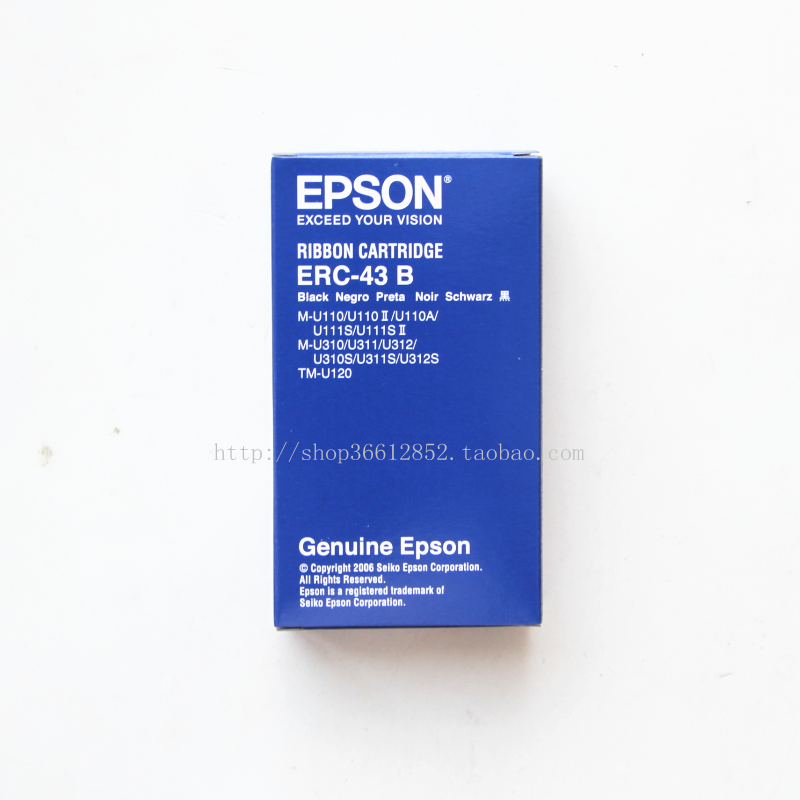 EPSON®
EXCEED YOUR VISION
RIBBON CARTRIDGE
ERC-43 B
Black Negro Preta Noir Schwarz 黒
M-U110/U110Ⅱ/U110A/
U111S/U111SⅡ
M-U310/U311/U312/
U310S/U311S/U312S
TM-U120
http://shop36612852.taobao.com
Genuine Epson
© Copyright 2006 Seiko Epson Corporation.
All Rights Reserved.
Epson is a registered trademark of
Seiko Epson Corporation.